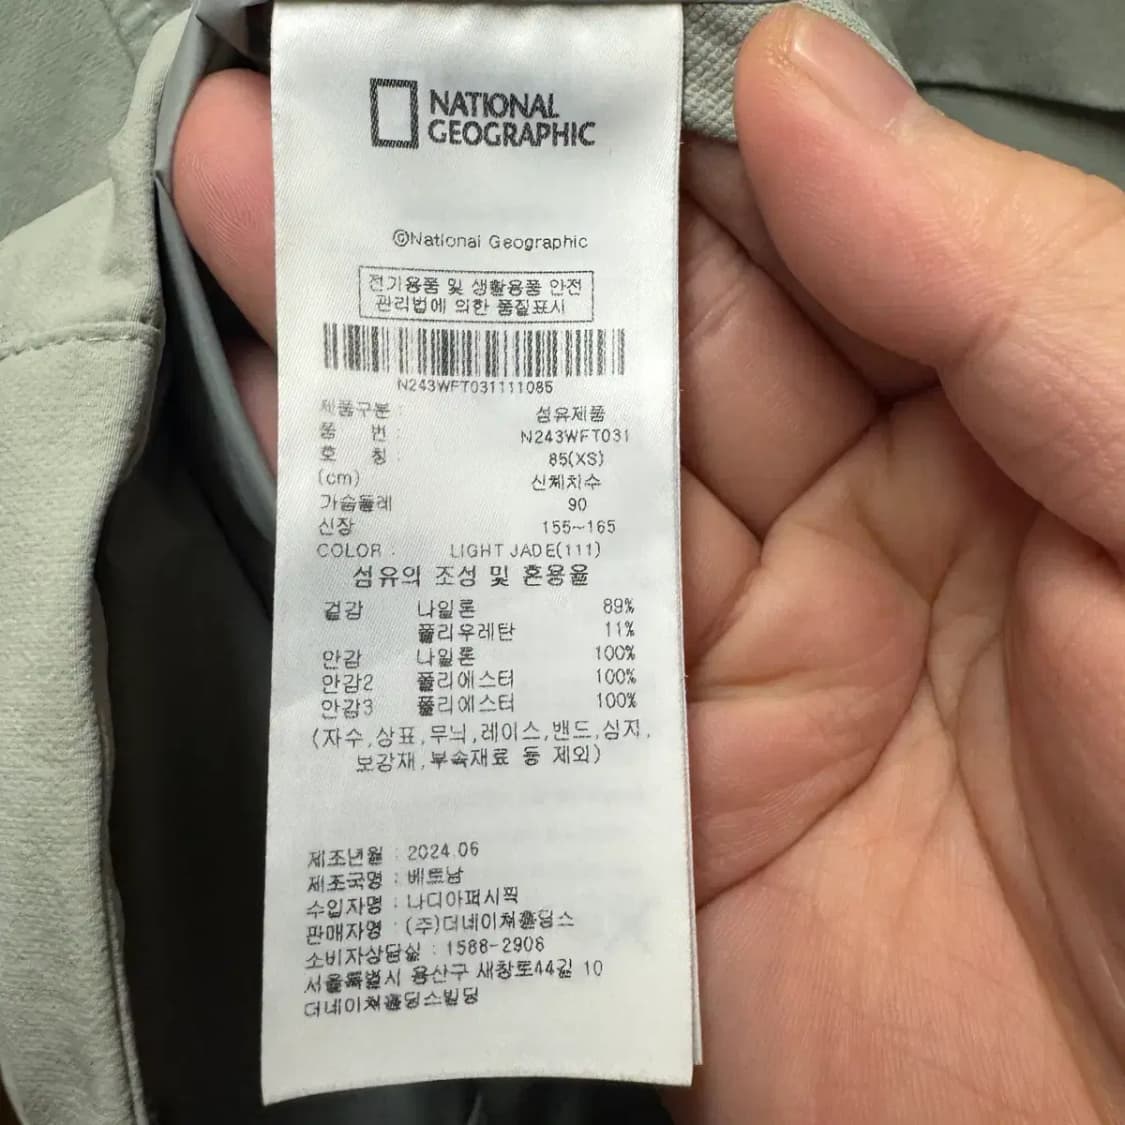 NATIONAL
GEOGRAPHIC
©National Geographic
전기용품 및 생활용품 안전
관리법에 의한 품질표시
N243WFT031111085
제품구분 : 섬유제품
품 번 : N243WFT031
호 칭 : 85(XS)
(cm) 신체치수
가슴둘레 90
신장 155~165
COLOR : LIGHT JADE(111)
섬유의 조성 및 혼용율
겉감 나일론 89%
폴리우레탄 11%
안감 나일론 100%
안감2 폴리에스터 100%
안감3 폴리에스터 100%
(자수,상표,무늬,레이스,밴드,심지,
보강재,부속재료 등 제외)
제조년월 : 2024.06
제조국명 : 베트남
수입자명 : 나디아퍼시픽
판매자명 : (주)더네이쳐홀딩스
소비자상담실 : 1588-2906
서울특별시 용산구 새창로44길 10
더네이쳐홀딩스빌딩